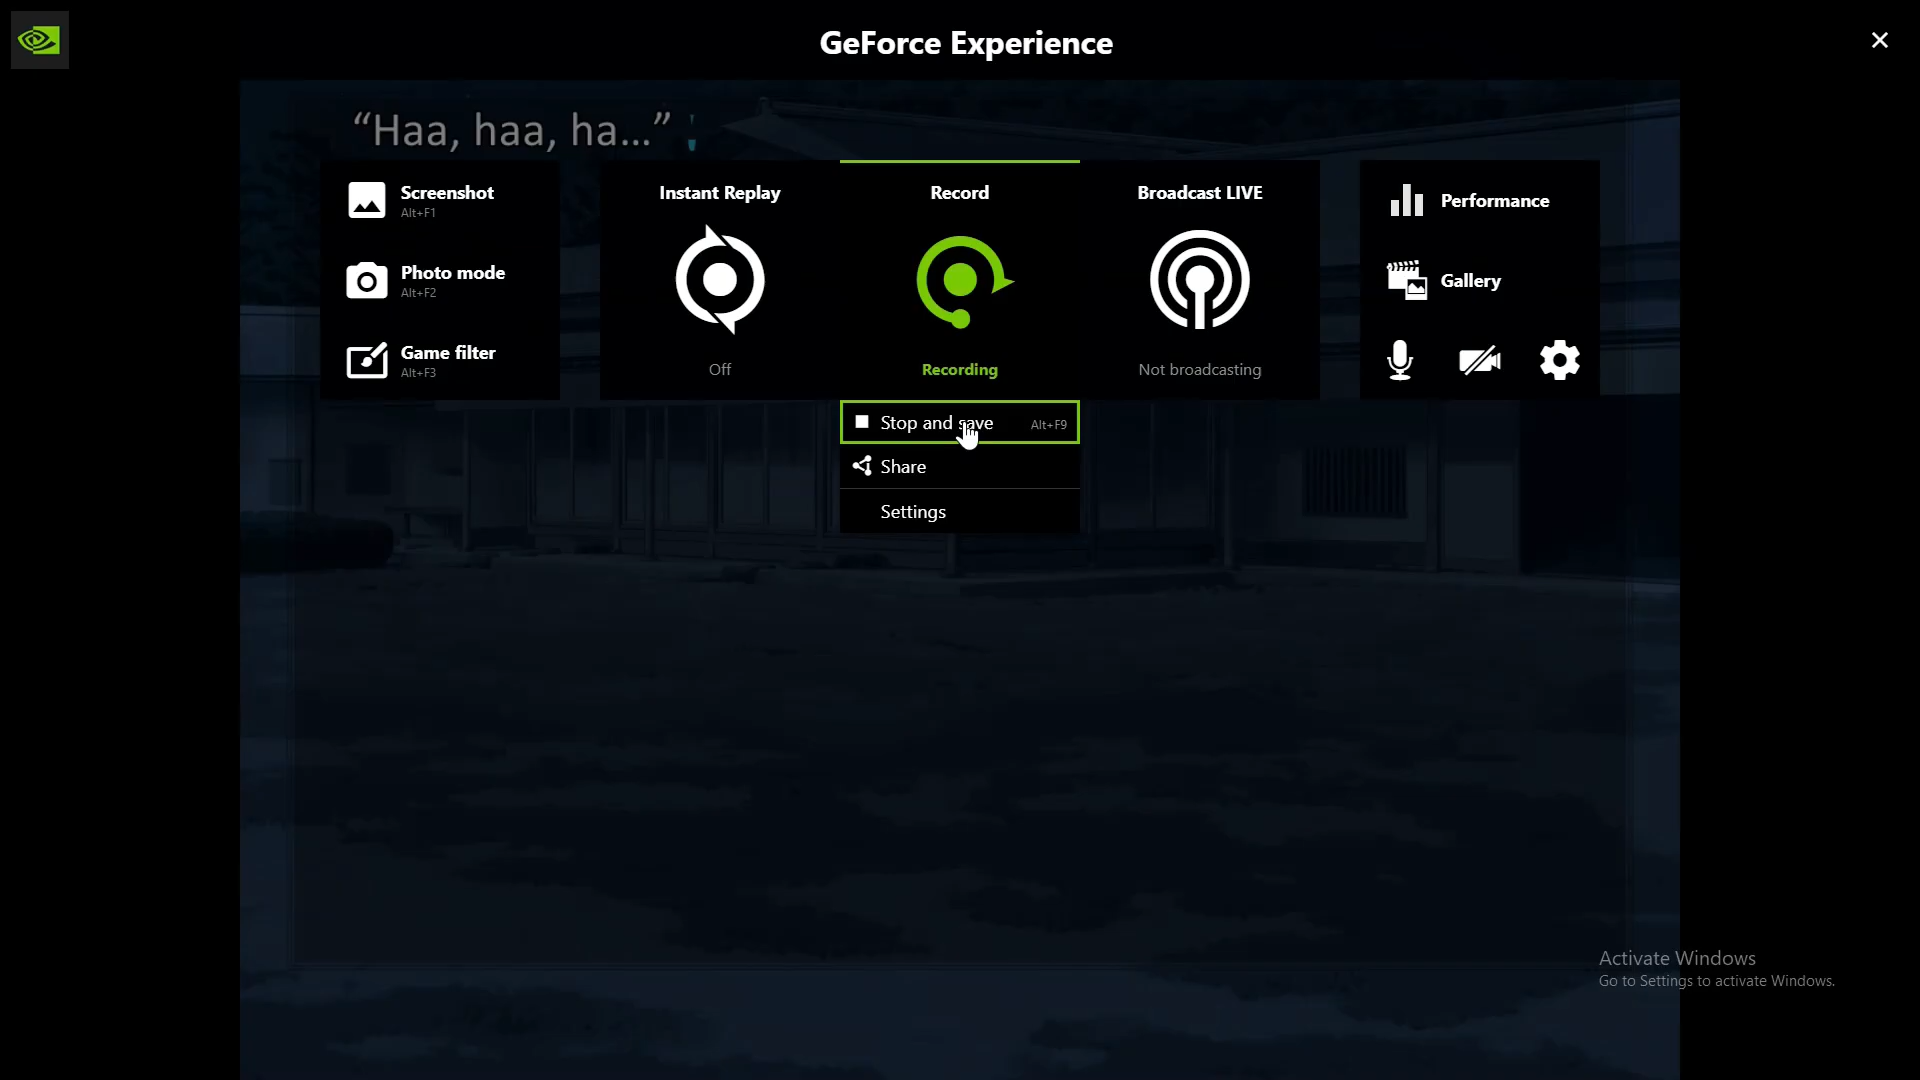 GeForce Experience
“Haa, haa, ha...”
Screenshot
Alt+F1
Photo mode
Alt+F2
Game filter
Alt+F3
Instant Replay
Off
Record
Recording
Broadcast LIVE
Not broadcasting
Performance
Gallery
Stop and save Alt+F9
Share
Settings
Activate Windows
Go to Settings to activate Windows.